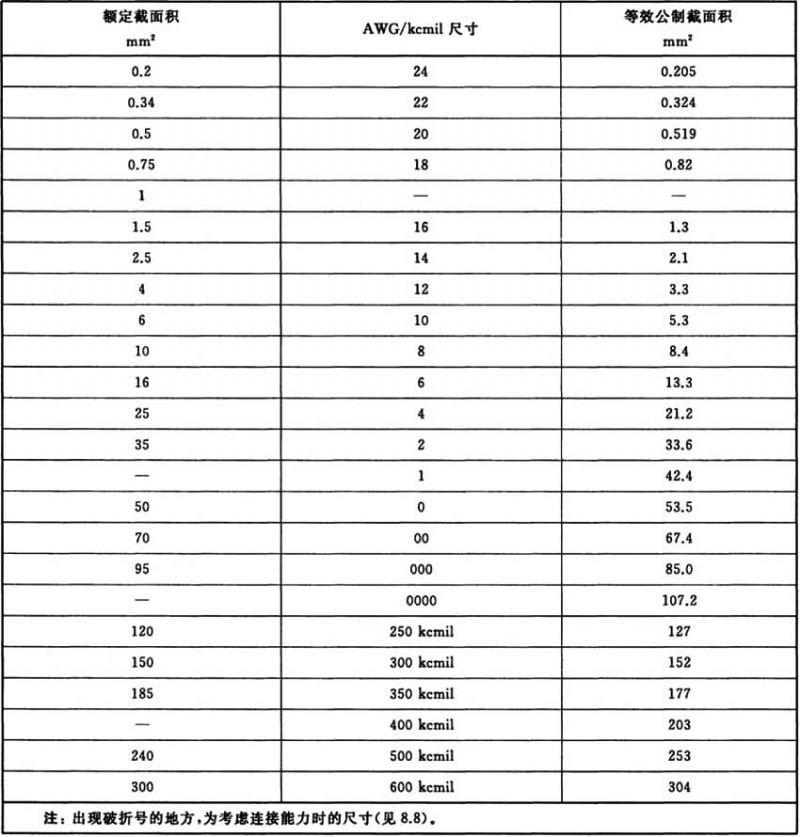 额定截面积 AWG/kcmil 尺寸 等效公制截面积
mm² mm²
0.2 24 0.205
0.34 22 0.324
0.5 20 0.519
0.75 18 0.82
1 — —
1.5 16 1.3
2.5 14 2.1
4 12 3.3
6 10 5.3
10 8 8.4
16 6 13.3
25 4 21.2
35 2 33.6
— 1 42.4
50 0 53.5
70 00 67.4
95 000 85.0
— 0000 107.2
120 250 kcmil 127
150 300 kcmil 152
185 350 kcmil 177
— 400 kcmil 203
240 500 kcmil 253
300 600 kcmil 304
注：出现破折号的地方,为考虑连接能力时的尺寸(见 8.8)。